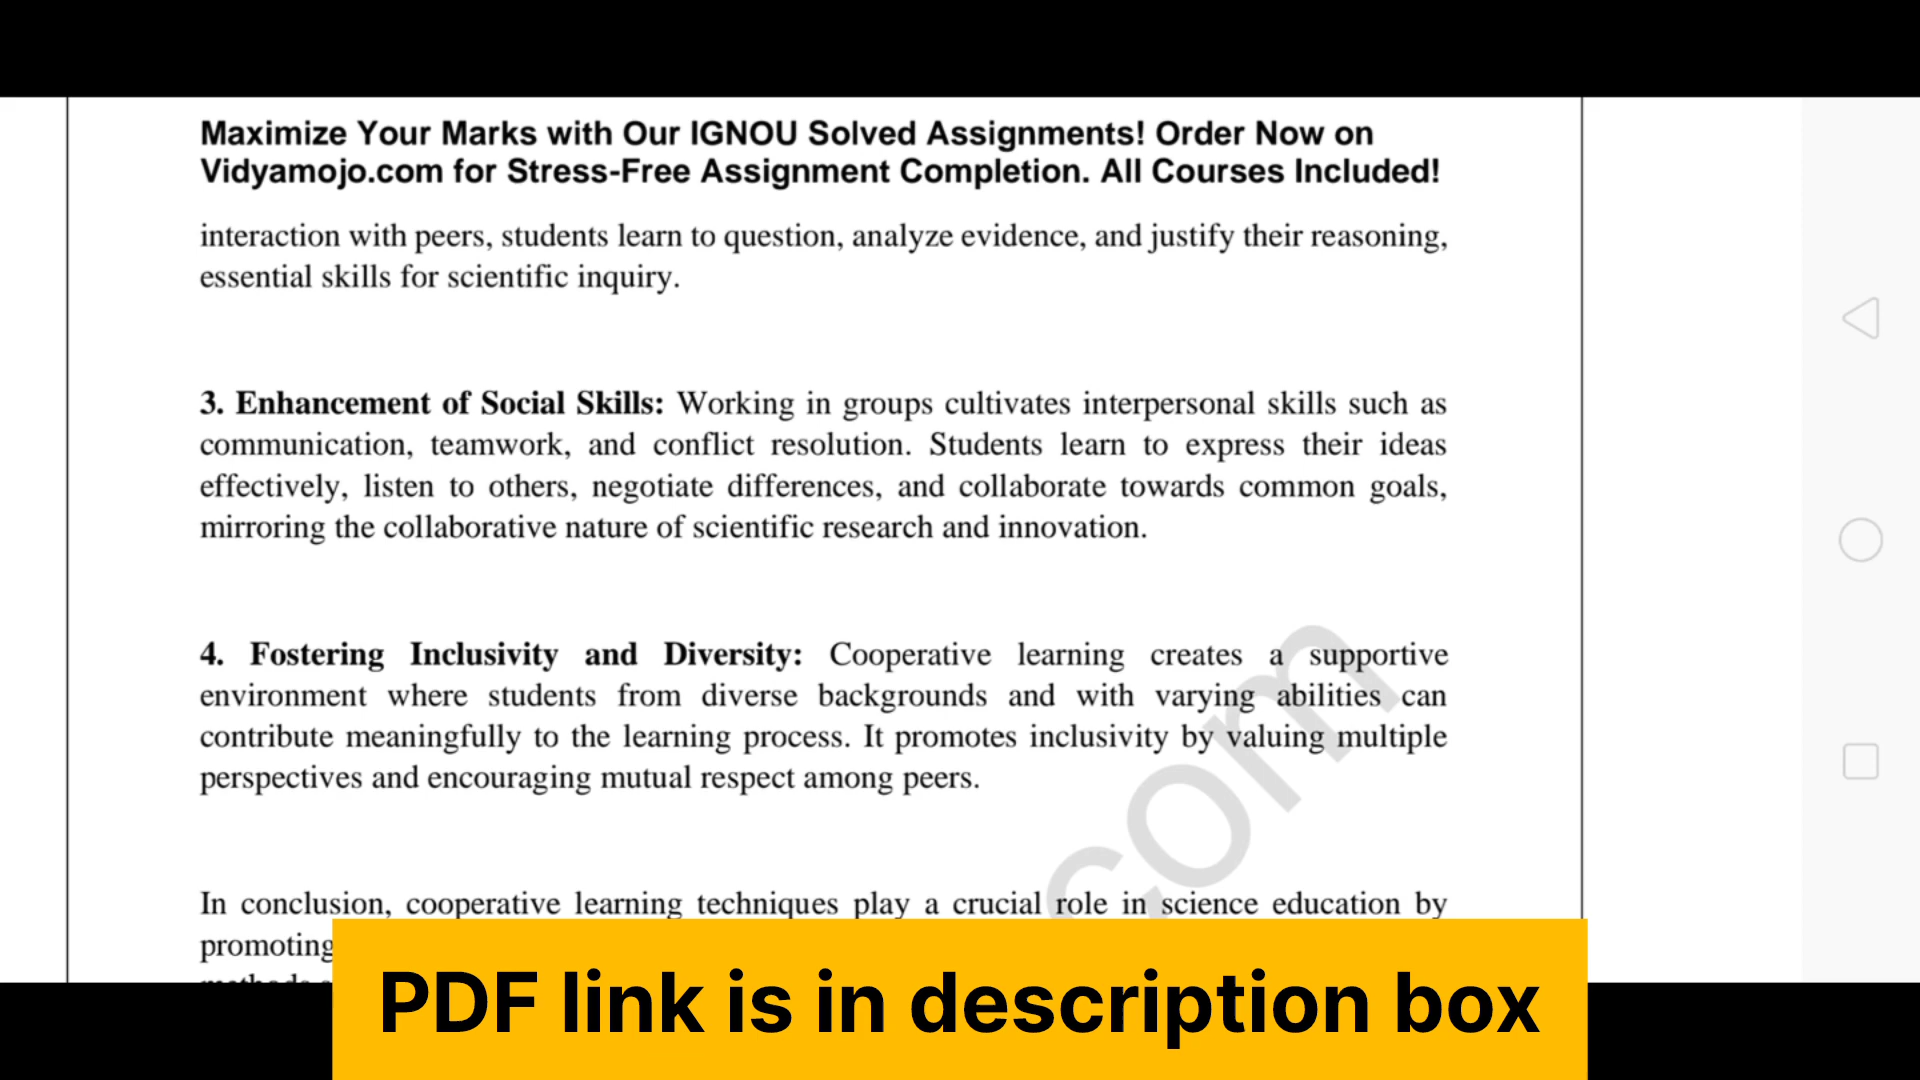 Maximize Your Marks with Our IGNOU Solved Assignments! Order Now on
Vidyamojo.com for Stress-Free Assignment Completion. All Courses Included!
interaction with peers, students learn to question, analyze evidence, and justify their reasoning,
essential skills for scientific inquiry.
3. Enhancement of Social Skills: Working in groups cultivates interpersonal skills such as
communication, teamwork, and conflict resolution. Students learn to express their ideas
effectively, listen to others, negotiate differences, and collaborate towards common goals,
mirroring the collaborative nature of scientific research and innovation.
4. Fostering Inclusivity and Diversity: Cooperative learning creates a supportive
environment where students from diverse backgrounds and with varying abilities can
contribute meaningfully to the learning process. It promotes inclusivity by valuing multiple
perspectives and encouraging mutual respect among peers.
com
In conclusion, cooperative learning techniques play a crucial role in science education by
promoting
PDF link is in description box